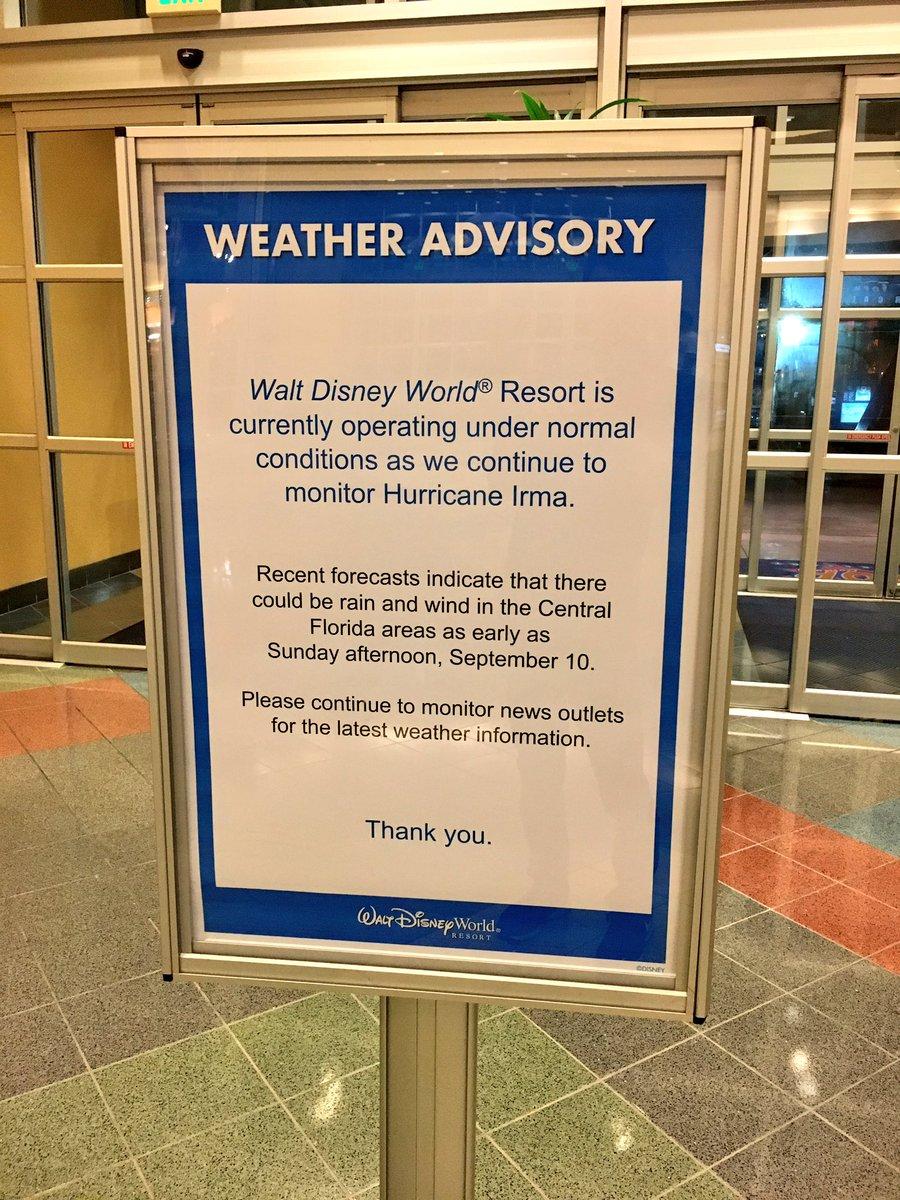 WEATHER ADVISORY
Walt Disney World® Resort is
currently operating under normal
conditions as we continue to
monitor Hurricane Irma.
Recent forecasts indicate that there
could be rain and wind in the Central
Florida areas as early as
Sunday afternoon, September 10.
Please continue to monitor news outlets
for the latest weather information.
Thank you.
WALT DISNEY World
RESORT
©DISNEY